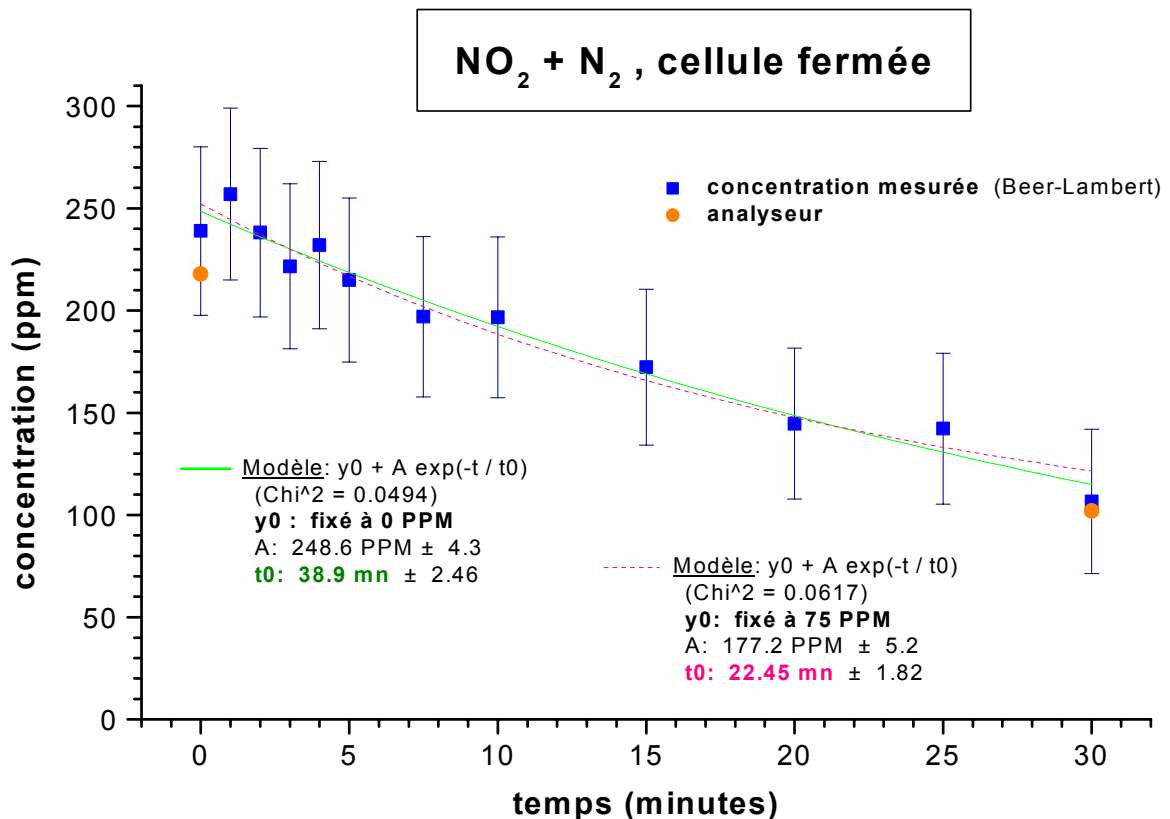 NO₂ + N₂ , cellule fermée
concentration mesurée (Beer-Lambert)
analyseur
concentration (ppm)
300
250
200
150
100
50
0
Modèle: y0 + A exp(-t / t0)
(Chi^2 = 0.0494)
y0 : fixé à 0 PPM
A: 248.6 PPM ± 4.3
t0: 38.9 mn ± 2.46
Modèle: y0 + A exp(-t / t0)
(Chi^2 = 0.0617)
y0: fixé à 75 PPM
A: 177.2 PPM ± 5.2
t0: 22.45 mn ± 1.82
0 5 10 15 20 25 30
temps (minutes)